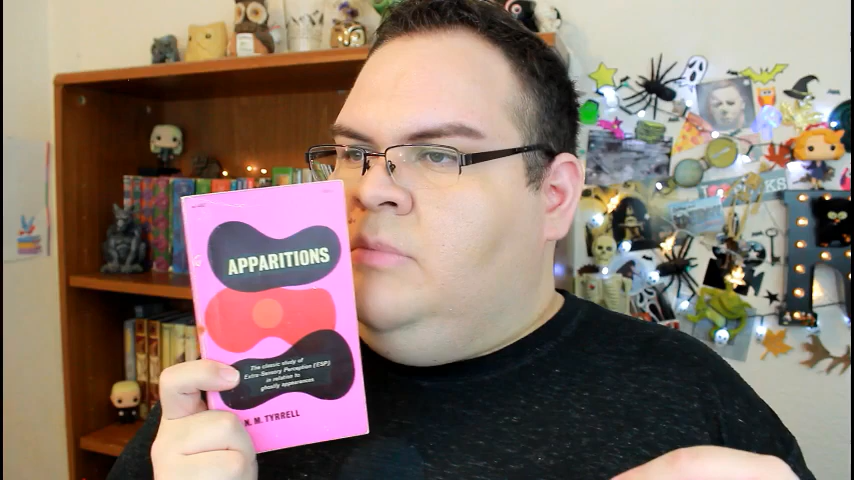 APPARITIONS
The classic study of
Extra-Sensory Perception (ESP)
in relation to
ghostly appearances
N. M. TYRRELL